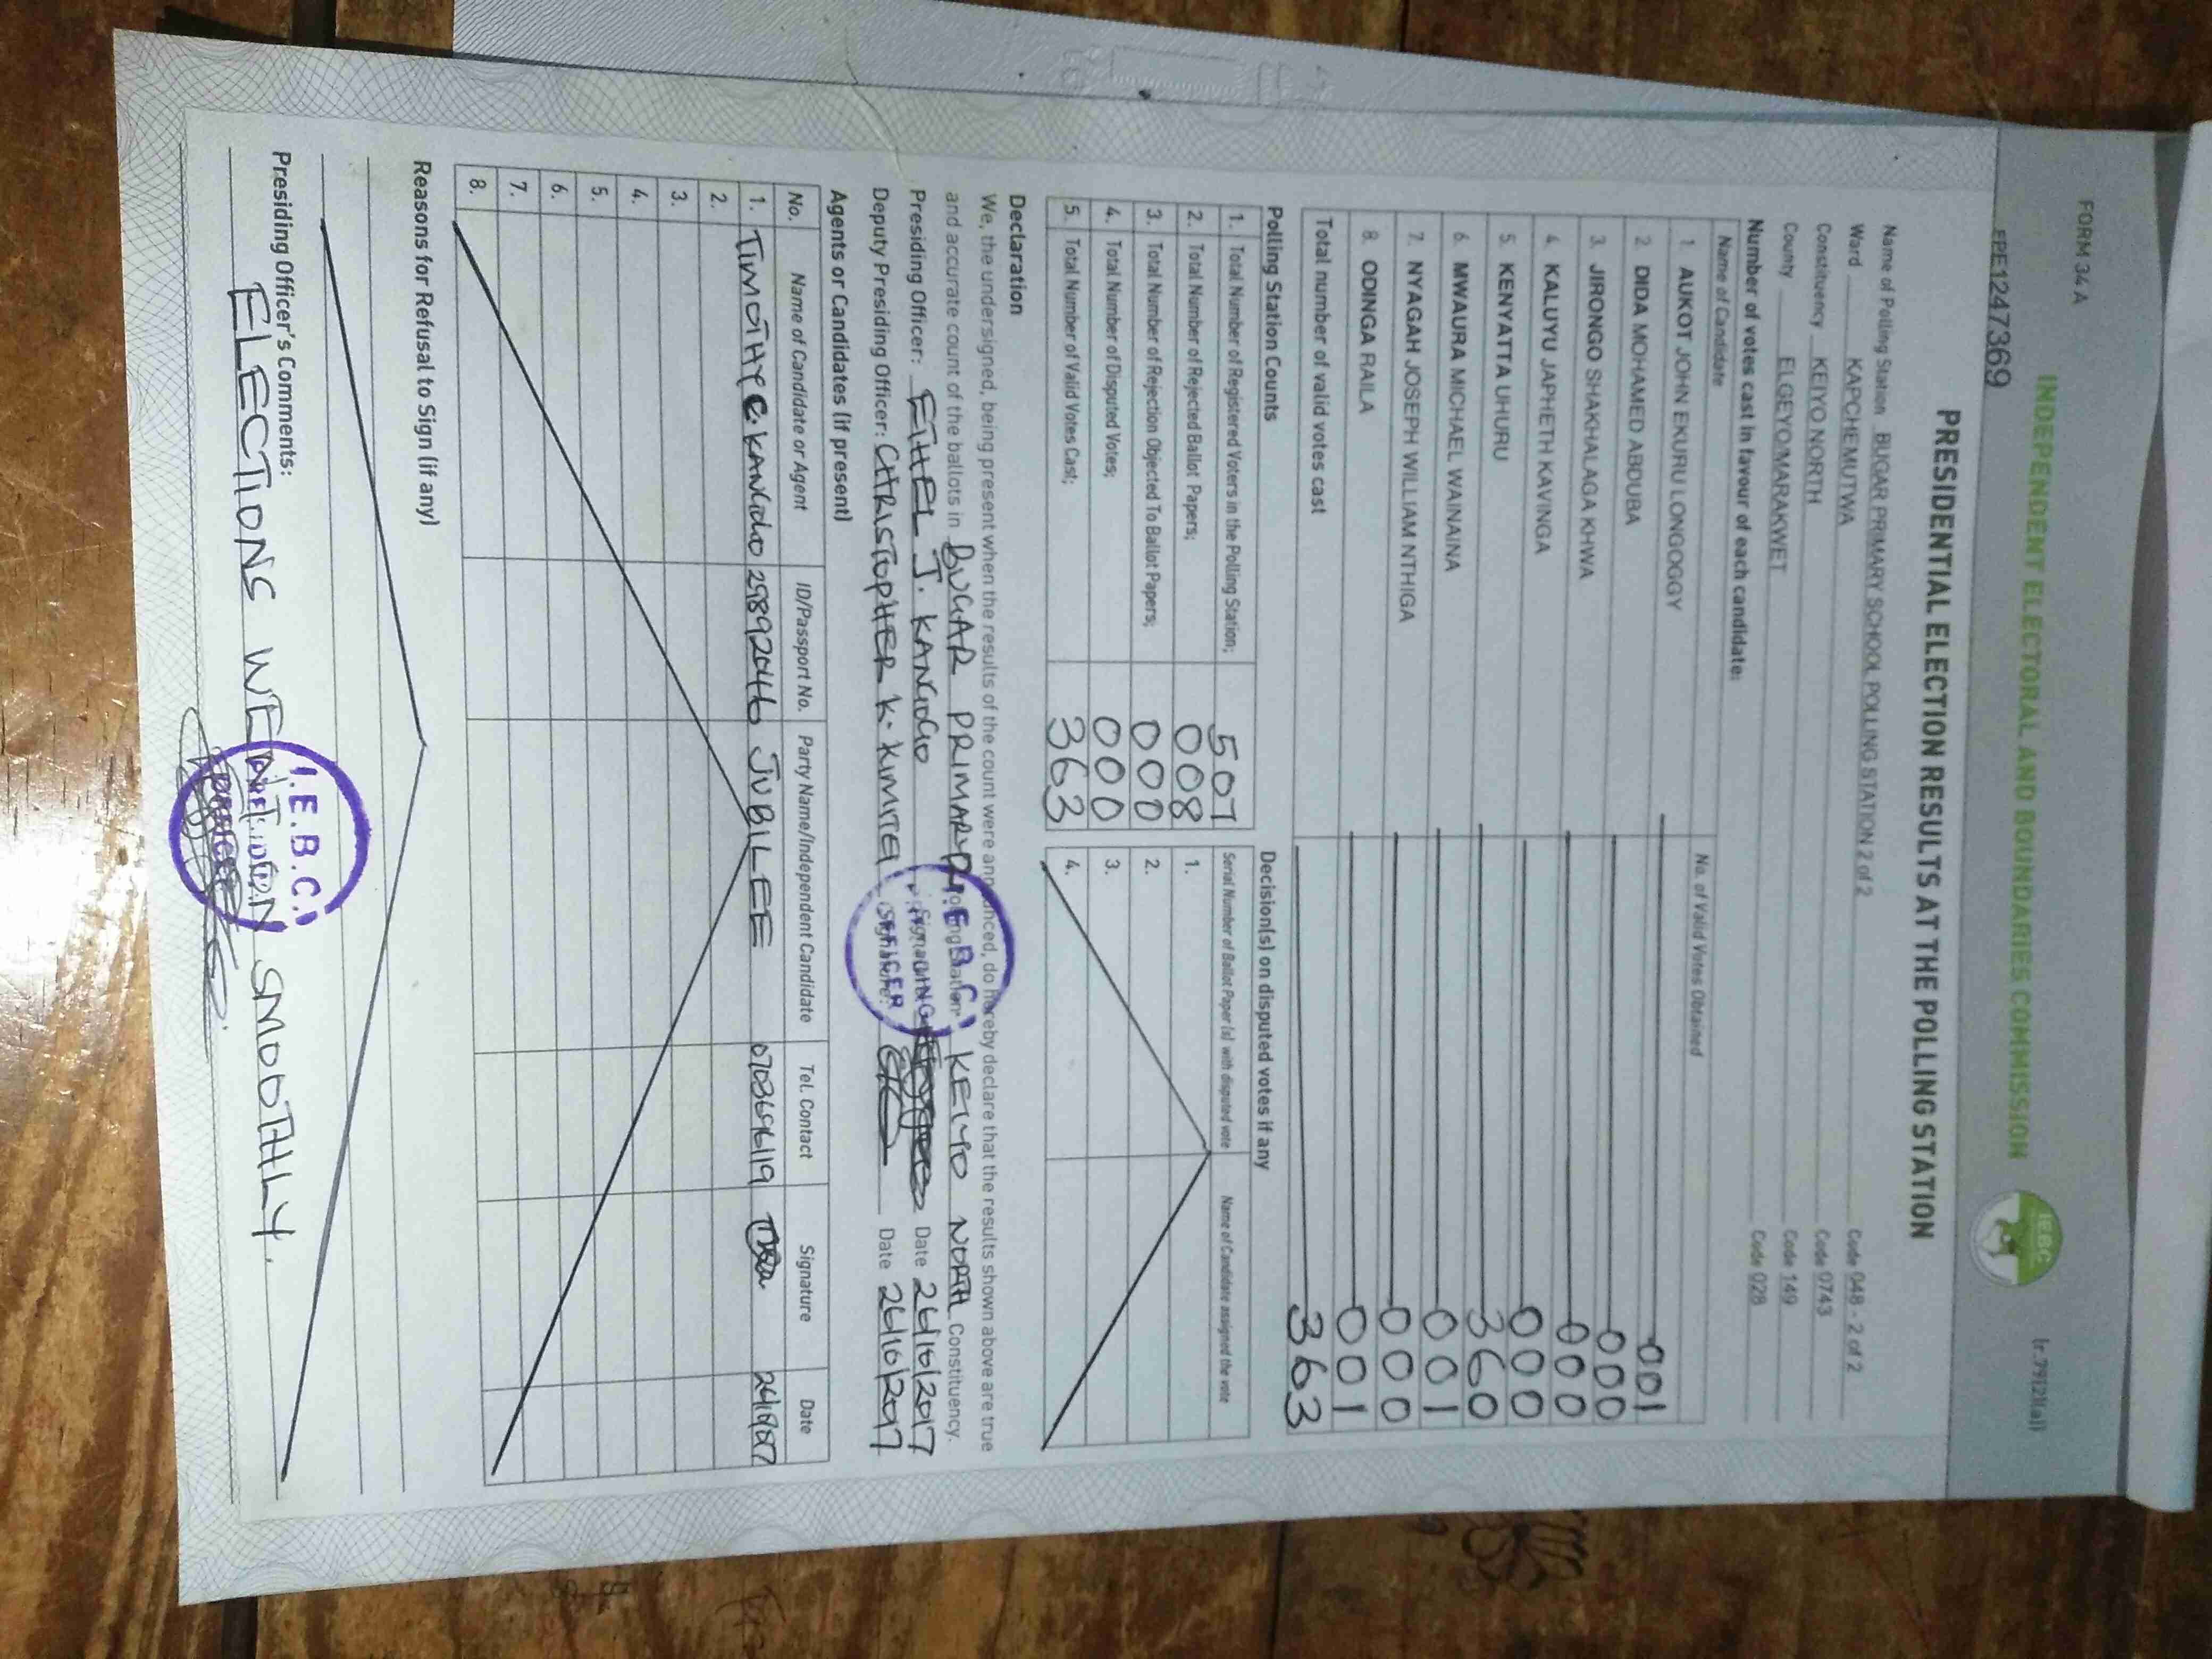 FORM 34 A
(r.79(2)(a))
INDEPENDENT ELECTORAL AND BOUNDARIES COMMISSION
IEBC
EPE1247369
PRESIDENTIAL ELECTION RESULTS AT THE POLLING STATION
Name of Polling Station BUGAR PRIMARY SCHOOL POLLING STATION 2 of 2 Code 048 - 2 of 2
Ward KAPCHEMUTWA Code 0743
Constituency KEIYO NORTH Code 149
County ELGEYO/MARAKWET Code 028
Number of votes cast in favour of each candidate:
Name of Candidate No. of Valid Votes Obtained
1 AUKOT JOHN EKURU LONGOGGY 001
2 DIDA MOHAMED ABDUBA 000
3. JIRONGO SHAKHALAGA KHWA 000
4. KALUYU JAPHETH KAVINGA 000
5. KENYATTA UHURU 360
6. MWAURA MICHAEL WAINAINA 001
7. NYAGAH JOSEPH WILLIAM NTHIGA 000
8. ODINGA RAILA 001
Total number of valid votes cast 363
Polling Station Counts
1. Total Number of Registered Voters in the Polling Station; 507
2. Total Number of Rejected Ballot Papers; 008
3. Total Number of Rejection Objected To Ballot Papers; 000
4. Total Number of Disputed Votes; 000
5. Total Number of Valid Votes Cast; 363
Decision(s) on disputed votes if any
Serial Number of Ballot Paper (s) with disputed vote Name of Candidate assigned the vote
1.
2.
3.
4.
Declaration
We, the undersigned, being present when the results of the count were announced, do hereby declare that the results shown above are true
and accurate count of the ballots in BUGAR PRIMARY Polling Station KEIYO NORTH Constituency.
Presiding Officer: ETHEL J. KANGOGO Signature: Date 26/10/2017
Deputy Presiding Officer: CHRISTOPHER K. KIMITEI Signature: Date 26/10/2017
I.E.B.C.
PRESIDING
OFFICER
Agents or Candidates (if present)
No. Name of Candidate or Agent ID/Passport No. Party Name/Independent Candidate Tel. Contact Signature Date
1. TIMOTHY C. KANGOGO 29892046 JUBILEE
2.
3.
4.
5.
6.
7.
8.
Reasons for Refusal to Sign (if any)
Presiding Officer's Comments:
ELECTIONS WENT ON SMOOTHLY.
I.E.B.C.
PRESIDING
OFFICER